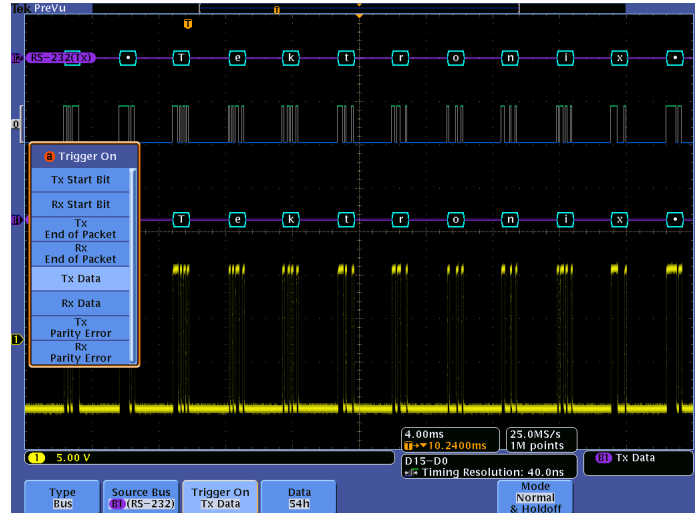 Tek PreVu
T
T
B2 RS-232(Tx) • T e k t r o n i x •
D
a Trigger On
Tx Start Bit
Rx Start Bit
Tx
End of Packet
Rx
End of Packet
Tx Data
Rx Data
Tx
Parity Error
Rx
Parity Error
B1 T e k t r o n i x •
1
1 5.00 V
4.00ms
T→▼10.2400ms
25.0MS/s
1M points
D15-D0
Timing Resolution: 40.0ns
B1 Tx Data
Type
Bus
Source Bus
B1 (RS-232)
Trigger On
Tx Data
Data
54h
Mode
Normal
& Holdoff